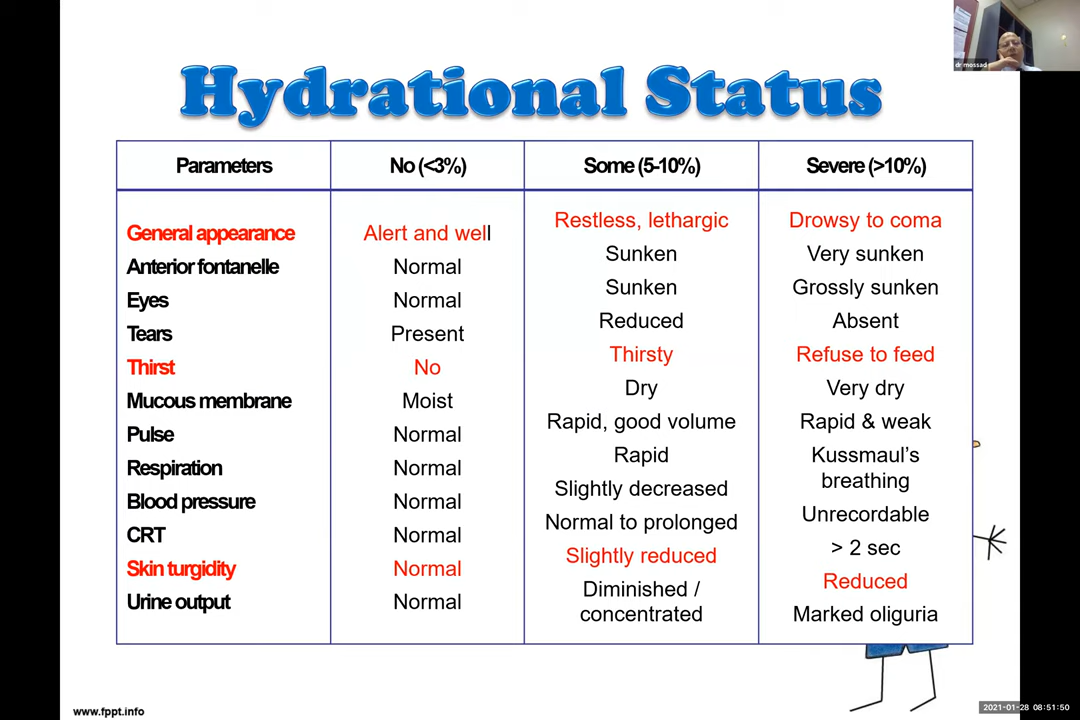 dr mossad
Hydrational Status
Parameters No (<3%) Some (5-10%) Severe (>10%)
General appearance Alert and well Restless, lethargic Drowsy to coma
Anterior fontanelle Normal Sunken Very sunken
Eyes Normal Sunken Grossly sunken
Tears Present Reduced Absent
Thirst No Thirsty Refuse to feed
Mucous membrane Moist Dry Very dry
Pulse Normal Rapid, good volume Rapid & weak
Respiration Normal Rapid Kussmaul's
breathing
Blood pressure Normal Slightly decreased Unrecordable
CRT Normal Normal to prolonged > 2 sec
Skin turgidity Normal Slightly reduced Reduced
Urine output Normal Diminished / Marked oliguria
concentrated
www.fppt.info
2021-01-28 08:51:50